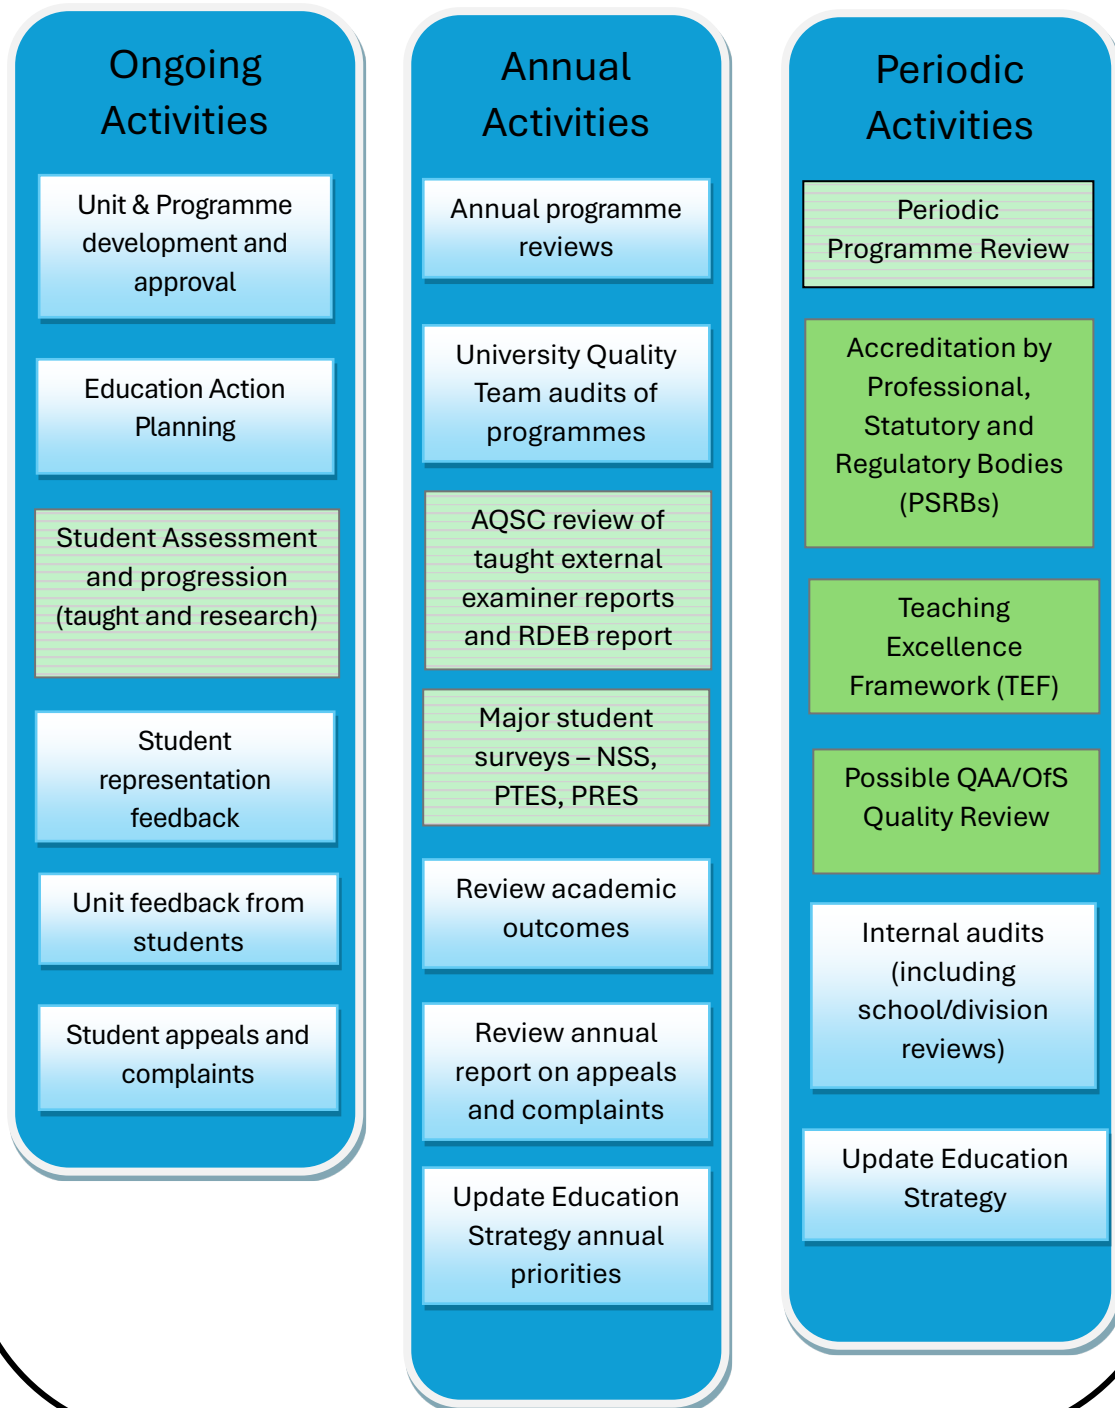 Ongoing
Activities
Unit & Programme
development and
approval
Education Action
Planning
Student Assessment
and progression
(taught and research)
Student
representation
feedback
Unit feedback from
students
Student appeals and
complaints
Annual
Activities
Annual programme
reviews
University Quality
Team audits of
programmes
AQSC review of
taught external
examiner reports
and RDEB report
Major student
surveys – NSS,
PTES, PRES
Review academic
outcomes
Review annual
report on appeals
and complaints
Update Education
Strategy annual
priorities
Periodic
Activities
Periodic
Programme Review
Accreditation by
Professional,
Statutory and
Regulatory Bodies
(PSRBs)
Teaching
Excellence
Framework (TEF)
Possible QAA/OfS
Quality Review
Internal audits
(including
school/division
reviews)
Update Education
Strategy